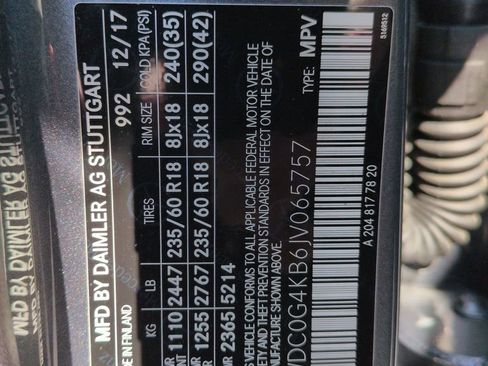 MFD BY DAIMLER AG STUTTGART
E IN FINLAND 992 12/17
KG LB TIRES RIM SIZE COLD KPA(PSI)
1110 2447 235/60 R18 8Jx18 240(35)
1255 2767 235/60 R18 8Jx18 290(42)
2365 5214
VEHICLE CONFORMS TO ALL APPLICABLE FEDERAL MOTOR VEHICLE
ETY AND THEFT PREVENTION STANDARDS IN EFFECT ON THE DATE OF
MANUFACTURE SHOWN ABOVE.
WDC0G4KB6JV065757 TYPE: MPV
A 204 817 78 20
5169512